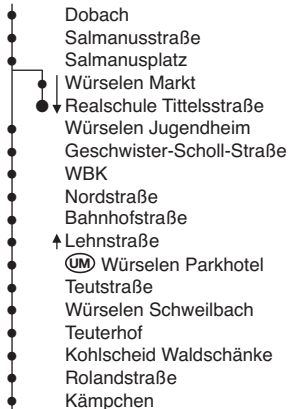 Dobach
Salmanusstraße
Salmanusplatz
Würselen Markt
Realschule Tittelsstraße
Würselen Jugendheim
Geschwister-Scholl-Straße
WBK
Nordstraße
Bahnhofstraße
Lehnstraße
UM Würselen Parkhotel
Teutstraße
Würselen Schweilbach
Teuterhof
Kohlscheid Waldschänke
Rolandstraße
Kämpchen